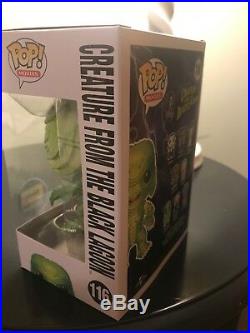 POP!
MOVIES
CREATURE FROM THE BLACK LAGOON
116
POP!
MOVIES